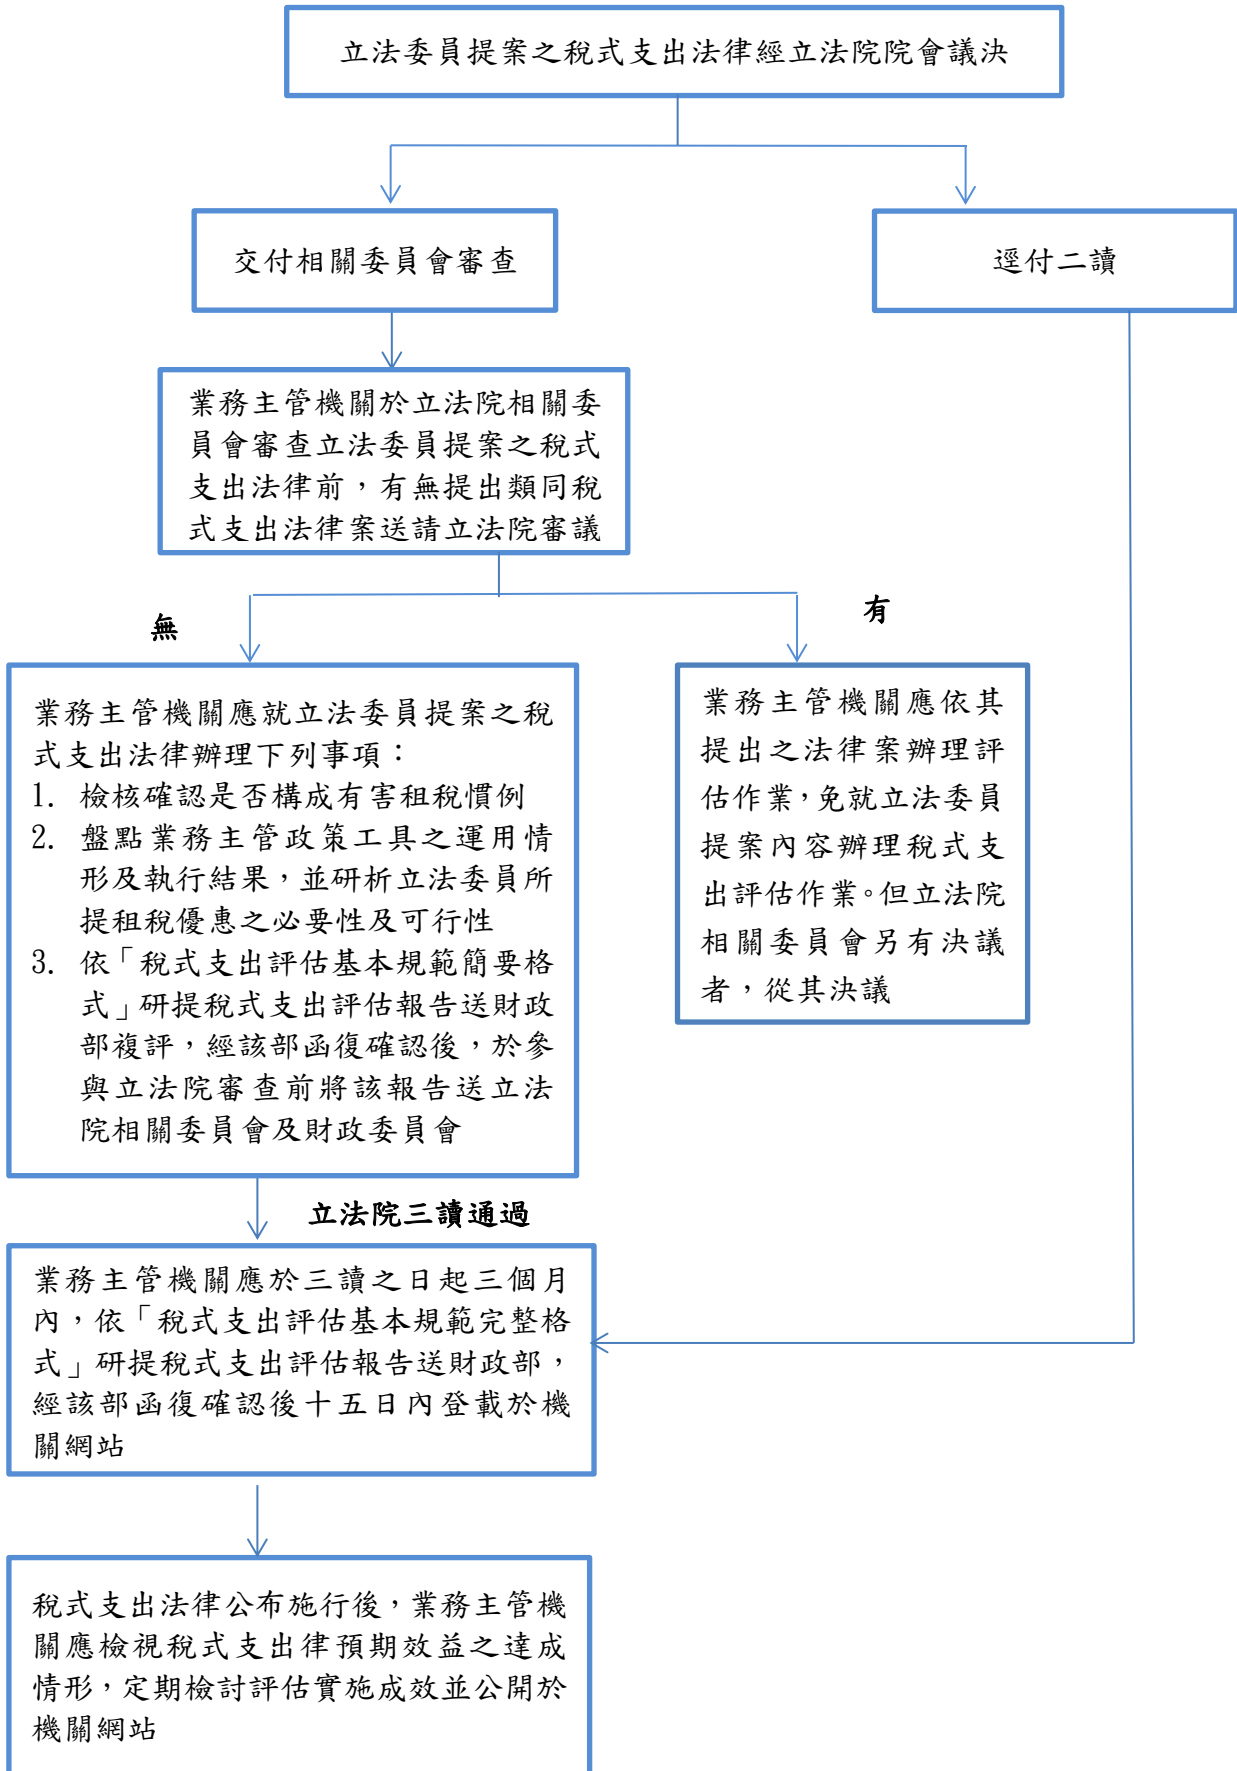 立法委員提案之稅式支出法律經立法院院會議決
交付相關委員會審查
逕付二讀
業務主管機關於立法院相關委
員會審查立法委員提案之稅式
支出法律前，有無提出類同稅
式支出法律案送請立法院審議
無
有
業務主管機關應就立法委員提案之稅
式支出法律辦理下列事項：
1. 檢核確認是否構成有害租稅慣例
2. 盤點業務主管政策工具之運用情
形及執行結果，並研析立法委員所
提租稅優惠之必要性及可行性
3. 依「稅式支出評估基本規範簡要格
式」研提稅式支出評估報告送財政
部複評，經該部函復確認後，於參
與立法院審查前將該報告送立法
院相關委員會及財政委員會
業務主管機關應依其
提出之法律案辦理評
估作業，免就立法委員
提案內容辦理稅式支
出評估作業。但立法院
相關委員會另有決議
者，從其決議
立法院三讀通過
業務主管機關應於三讀之日起三個月
內，依「稅式支出評估基本規範完整格
式」研提稅式支出評估報告送財政部，
經該部函復確認後十五日內登載於機
關網站
稅式支出法律公布施行後，業務主管機
關應檢視稅式支出律預期效益之達成
情形，定期檢討評估實施成效並公開於
機關網站